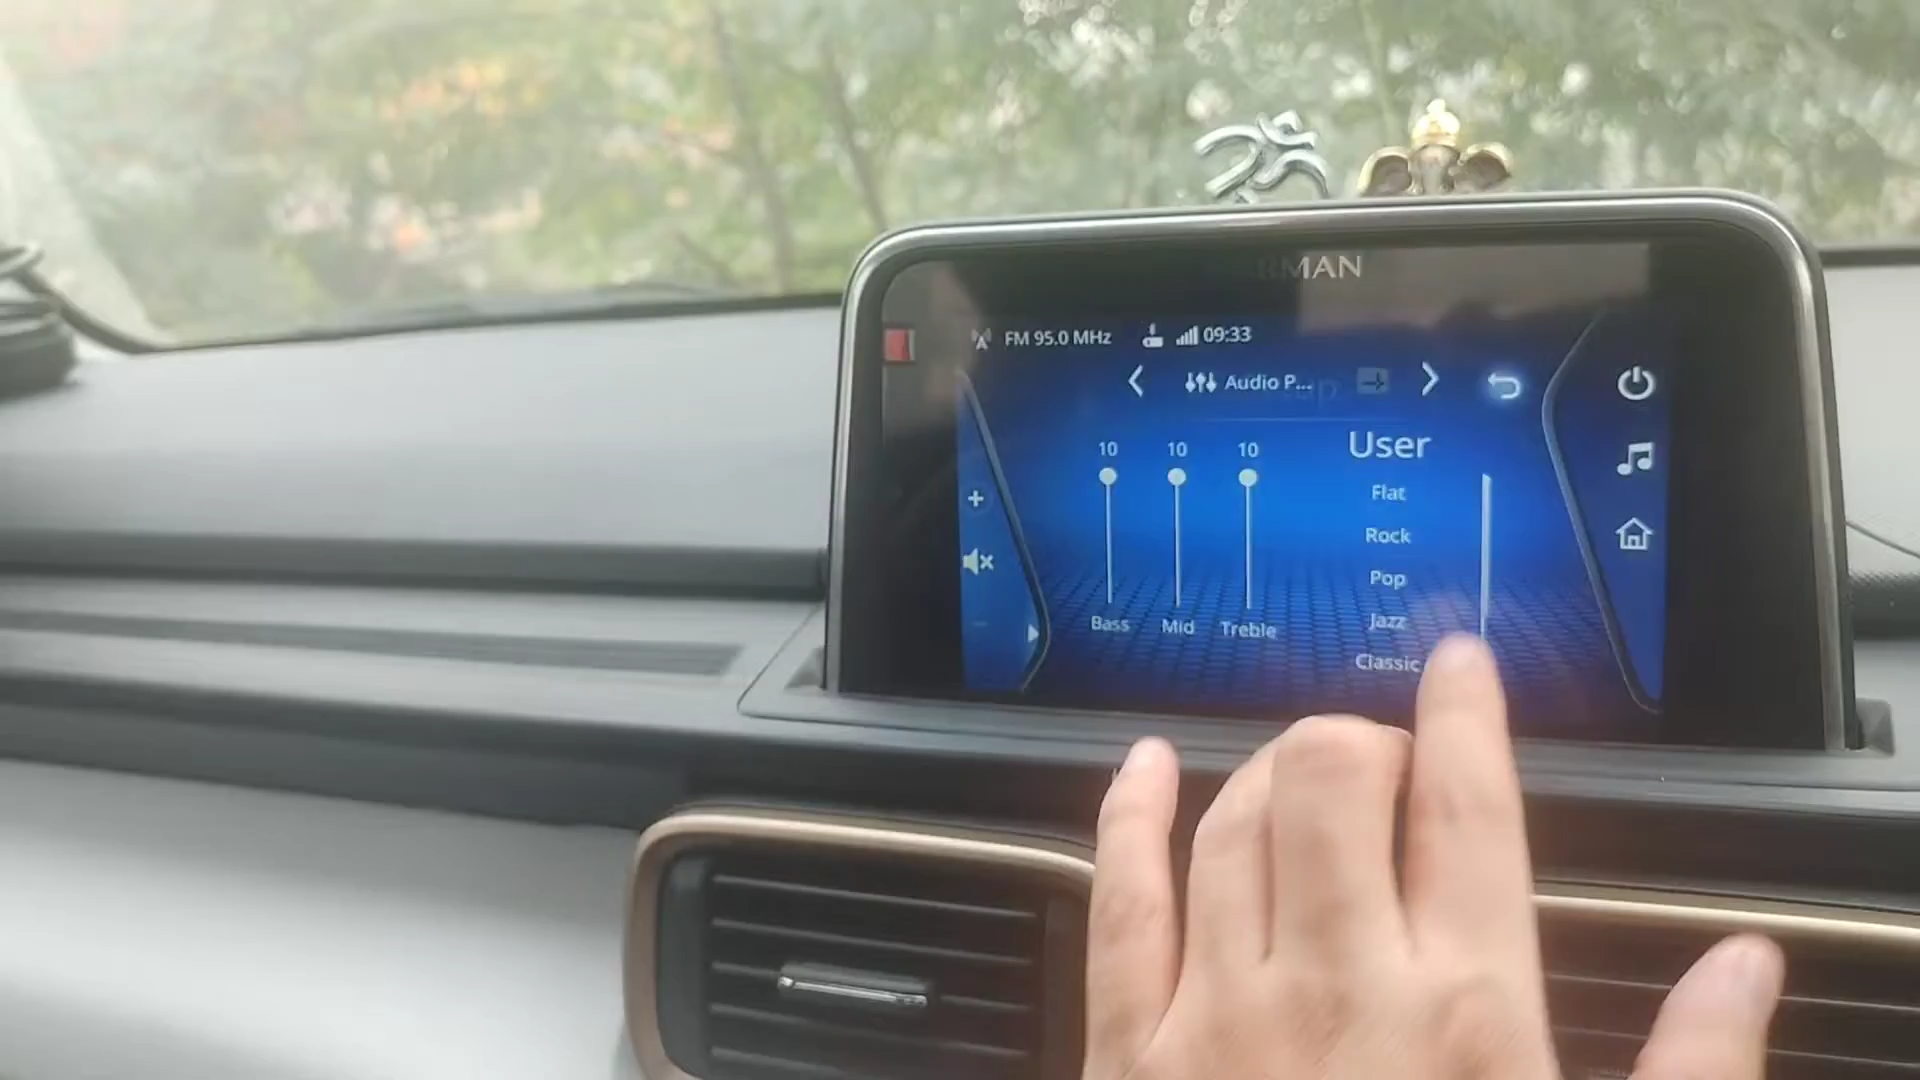 RMAN
FM 95.0 MHz 09:33
Audio P...
User
10 10 10
Flat
Rock
Pop
Jazz
Bass Mid Treble
Classic